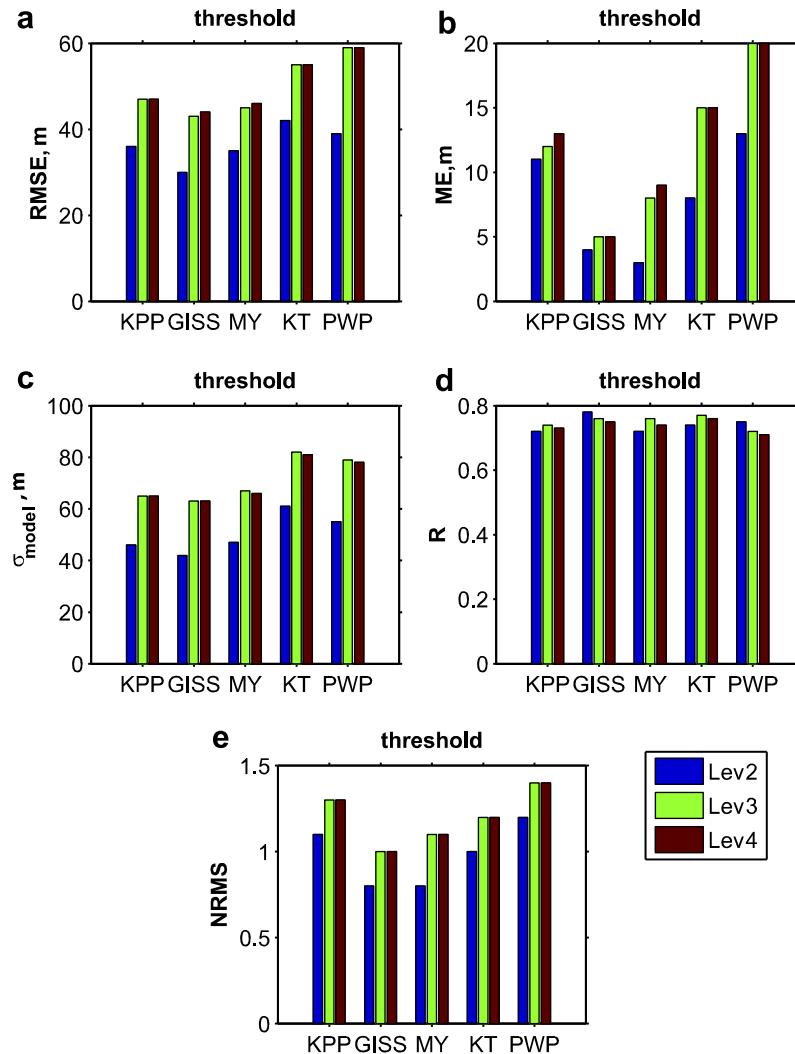 a
threshold
RMSE, m
60
40
20
0
KPP GISS MY KT PWP
b
threshold
ME,m
20
15
10
5
0
KPP GISS MY KT PWP
c
threshold
σmodel, m
100
80
60
40
20
0
KPP GISS MY KT PWP
d
threshold
R
0.8
0.6
0.4
0.2
0
KPP GISS MY KT PWP
e
threshold
NRMS
1.5
1
0.5
0
KPP GISS MY KT PWP
Lev2
Lev3
Lev4